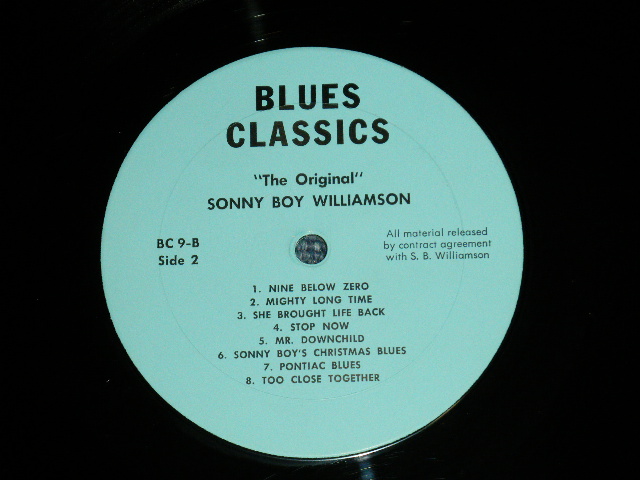 BLUES
CLASSICS
"The Original"
SONNY BOY WILLIAMSON
BC 9-B
Side 2
All material released
by contract agreement
with S. B. Williamson
1. NINE BELOW ZERO
2. MIGHTY LONG TIME
3. SHE BROUGHT LIFE BACK
4. STOP NOW
5. MR. DOWNCHILD
6. SONNY BOY'S CHRISTMAS BLUES
7. PONTIAC BLUES
8. TOO CLOSE TOGETHER